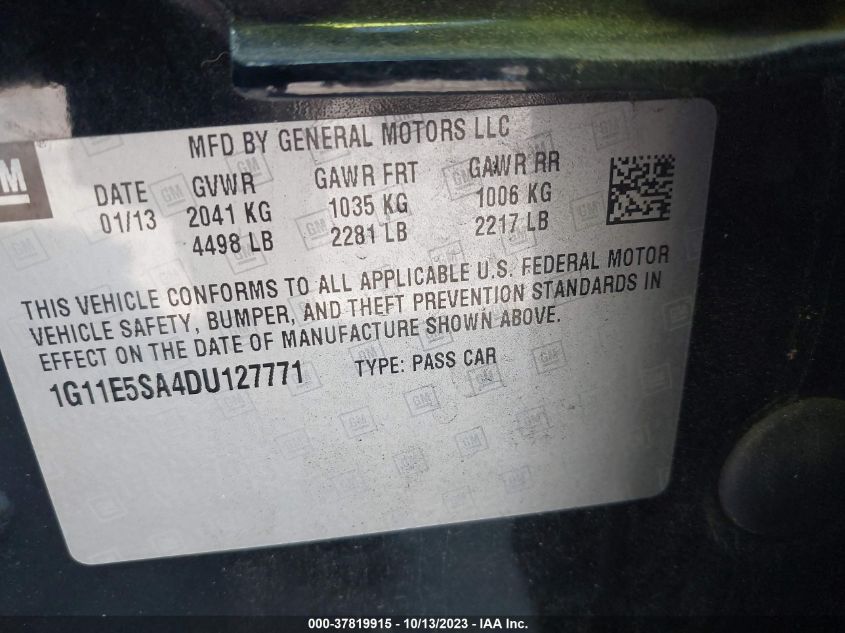 MFD BY GENERAL MOTORS LLC
GM
DATE GVWR GAWR FRT GAWR RR
01/13 2041 KG 1035 KG 1006 KG
4498 LB 2281 LB 2217 LB
THIS VEHICLE CONFORMS TO ALL APPLICABLE U.S. FEDERAL MOTOR
VEHICLE SAFETY, BUMPER, AND THEFT PREVENTION STANDARDS IN
EFFECT ON THE DATE OF MANUFACTURE SHOWN ABOVE.
1G11E5SA4DU127771 TYPE: PASS CAR
000-37819915 - 10/13/2023 - IAA Inc.